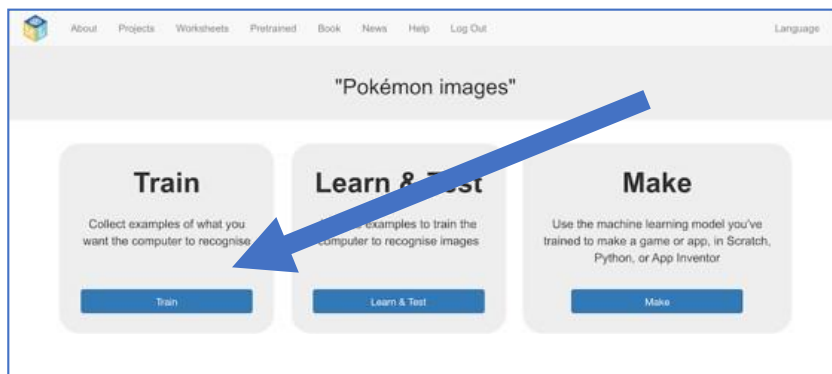 About Projects Worksheets Pretrained Book News Help Log Out Language
"Pokémon images"
Train
Collect examples of what you
want the computer to recognise
Train
Learn & Test
examples to train the
computer to recognise images
Learn & Test
Make
Use the machine learning model you've
trained to make a game or app, in Scratch,
Python, or App Inventor
Make